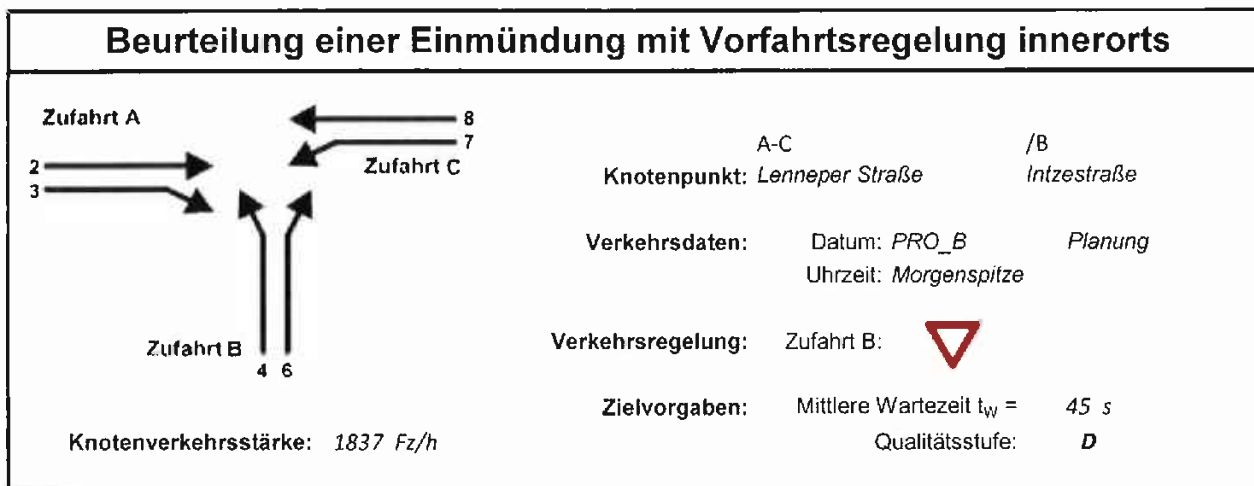 Beurteilung einer Einmündung mit Vorfahrtsregelung innerorts
Zufahrt A
8
7
2
Zufahrt C
3
Zufahrt B
4 6
Knotenverkehrsstärke: 1837 Fz/h
A-C /B
Knotenpunkt: Lenneper Straße Intzestraße
Verkehrsdaten: Datum: PRO_B Planung
Uhrzeit: Morgenspitze
Verkehrsregelung: Zufahrt B:
Zielvorgaben: Mittlere Wartezeit tW = 45 s
Qualitätsstufe: D